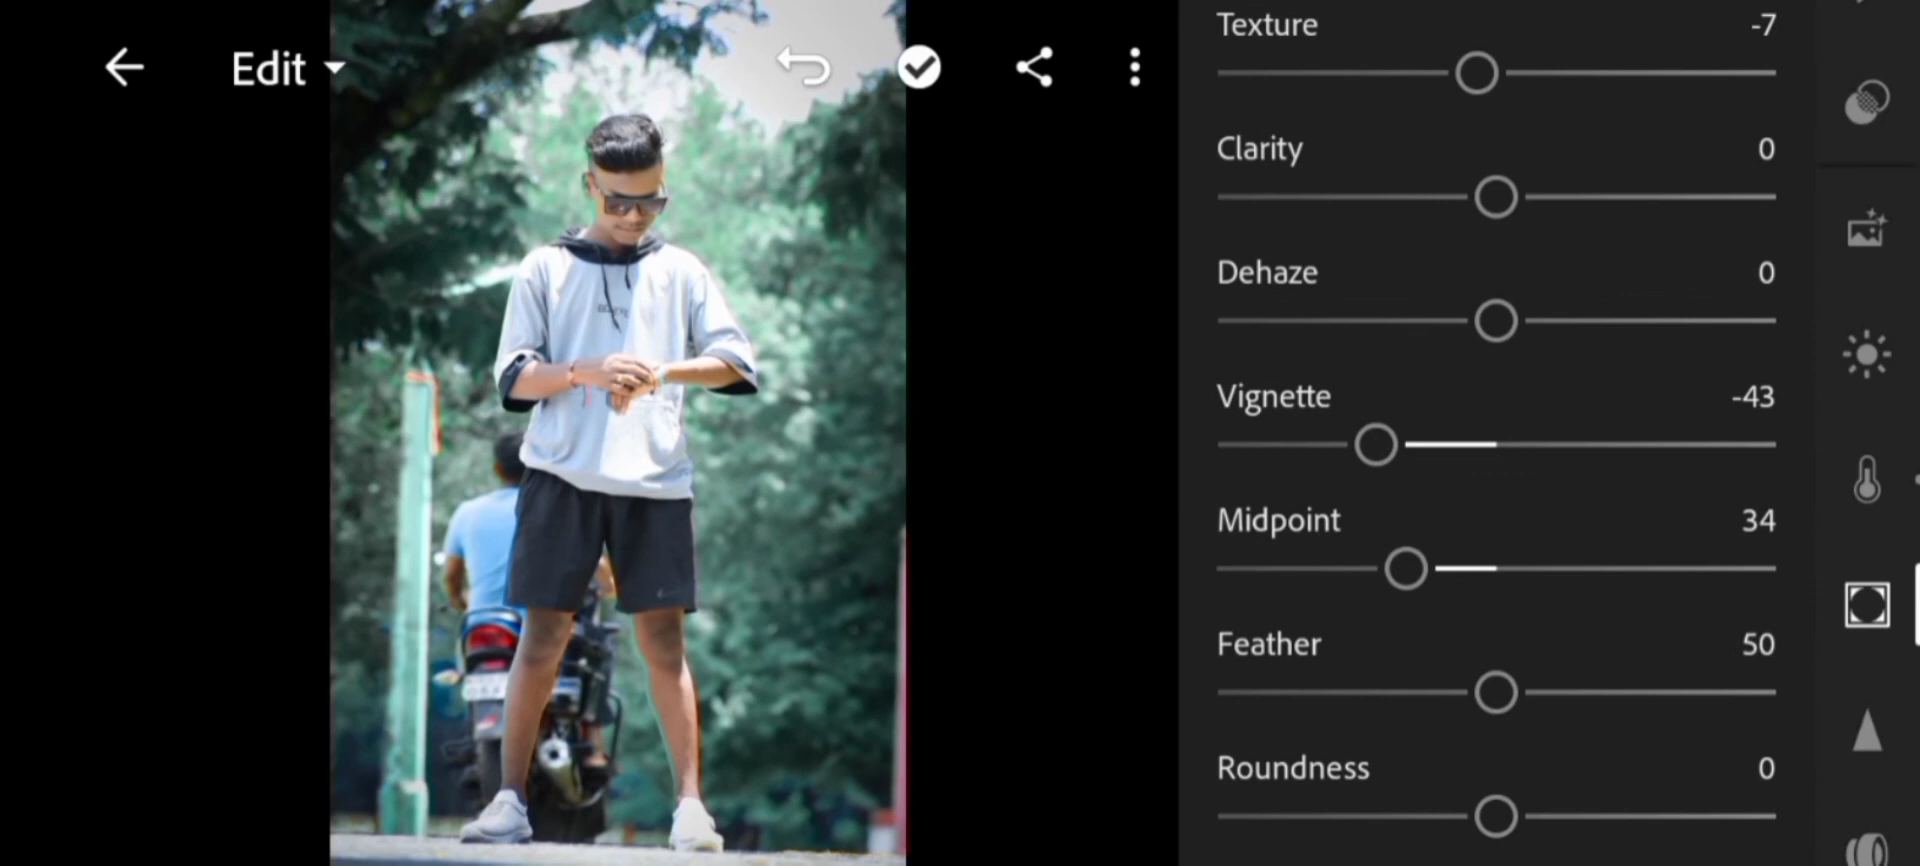 Edit
Texture -7
Clarity 0
Dehaze 0
Vignette -43
Midpoint 34
Feather 50
Roundness 0